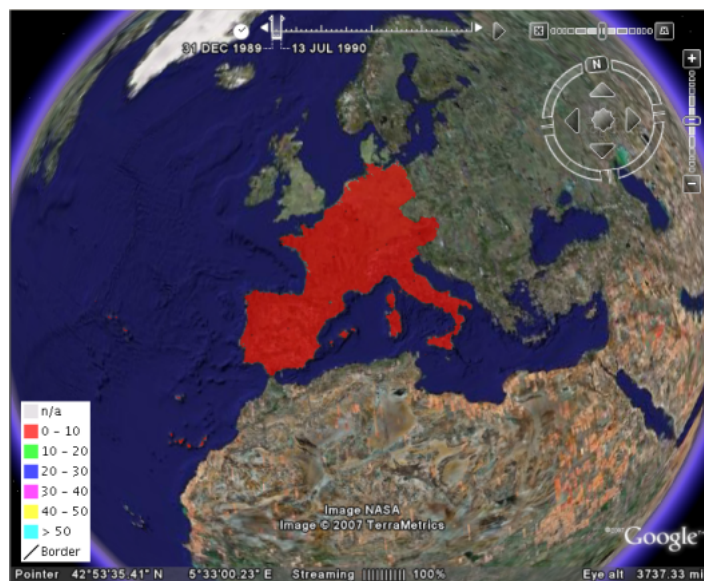 N
31 DEC 1989
13 JUL 1990
n/a
0 – 10
10 – 20
20 – 30
30 – 40
40 – 50
> 50
Border
Image NASA
Image © 2007 TerraMetrics
Google™
Pointer 42°53'35.41" N 5°33'00.23" E Streaming 100% Eye alt 3737.33 mi